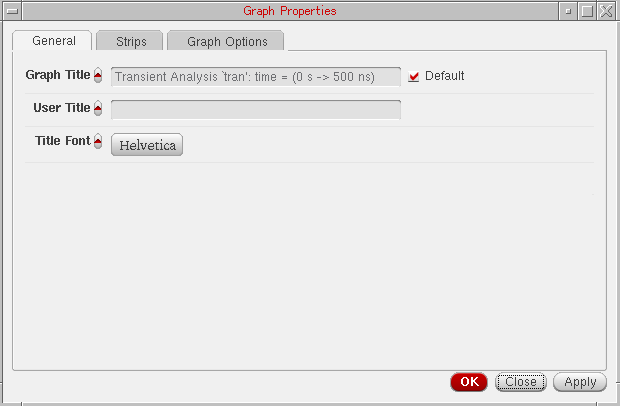 Graph Properties
General Strips Graph Options
Graph Title Transient Analysis `tran': time = (0 s -> 500 ns) Default
User Title
Title Font Helvetica
OK Close Apply